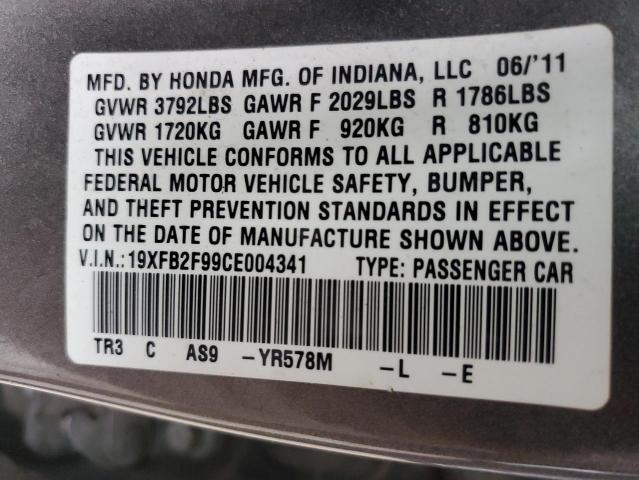 MFD. BY HONDA MFG. OF INDIANA, LLC 06/'11
GVWR 3792LBS GAWR F 2029LBS R 1786LBS
GVWR 1720KG GAWR F 920KG R 810KG
THIS VEHICLE CONFORMS TO ALL APPLICABLE
FEDERAL MOTOR VEHICLE SAFETY, BUMPER,
AND THEFT PREVENTION STANDARDS IN EFFECT
ON THE DATE OF MANUFACTURE SHOWN ABOVE.
V.I.N.:19XFB2F99CE004341 TYPE: PASSENGER CAR
TR3 C AS9 -YR578M -L -E